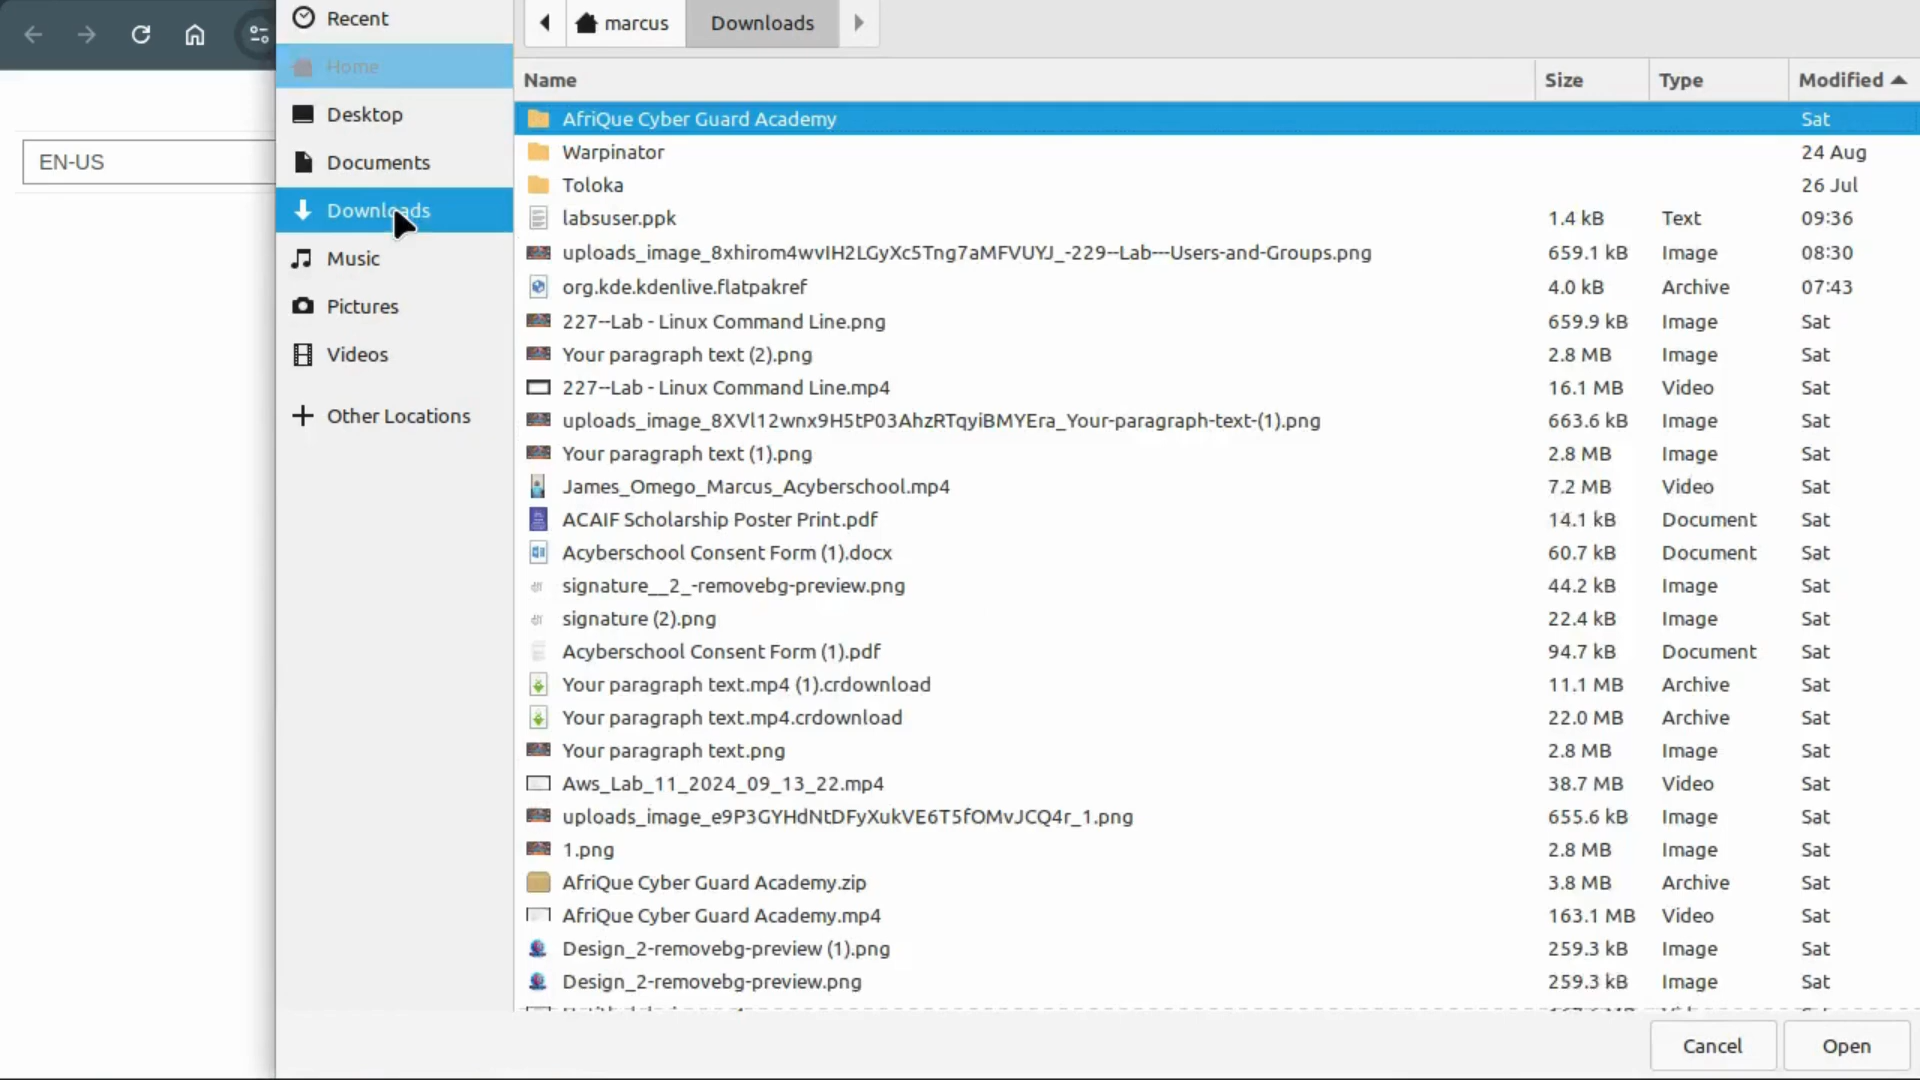 Recent
Home
Desktop
Documents
Downloads
Music
Pictures
Videos
Other Locations
EN-US
marcus Downloads
Name Size Type Modified
AfriQue Cyber Guard Academy Sat
Warpinator 24 Aug
Toloka 26 Jul
labsuser.ppk 1.4 kB Text 09:36
uploads_image_8xhirom4wvIH2LGyXc5Tng7aMFVUYJ_-229--Lab---Users-and-Groups.png 659.1 kB Image 08:30
org.kde.kdenlive.flatpakref 4.0 kB Archive 07:43
227--Lab - Linux Command Line.png 659.9 kB Image Sat
Your paragraph text (2).png 2.8 MB Image Sat
227--Lab - Linux Command Line.mp4 16.1 MB Video Sat
uploads_image_8XVl12wnx9H5tP03AhzRTqyiBMYEra_Your-paragraph-text-(1).png 663.6 kB Image Sat
Your paragraph text (1).png 2.8 MB Image Sat
James_Omego_Marcus_Acyberschool.mp4 7.2 MB Video Sat
ACAIF Scholarship Poster Print.pdf 14.1 kB Document Sat
Acyberschool Consent Form (1).docx 60.7 kB Document Sat
signature__2_-removebg-preview.png 44.2 kB Image Sat
signature (2).png 22.4 kB Image Sat
Acyberschool Consent Form (1).pdf 94.7 kB Document Sat
Your paragraph text.mp4 (1).crdownload 11.1 MB Archive Sat
Your paragraph text.mp4.crdownload 22.0 MB Archive Sat
Your paragraph text.png 2.8 MB Image Sat
Aws_Lab_11_2024_09_13_22.mp4 38.7 MB Video Sat
uploads_image_e9P3GYHdNtDFyXukVE6T5fOMvJCQ4r_1.png 655.6 kB Image Sat
1.png 2.8 MB Image Sat
AfriQue Cyber Guard Academy.zip 3.8 MB Archive Sat
AfriQue Cyber Guard Academy.mp4 163.1 MB Video Sat
Design_2-removebg-preview (1).png 259.3 kB Image Sat
Design_2-removebg-preview.png 259.3 kB Image Sat
Cancel Open